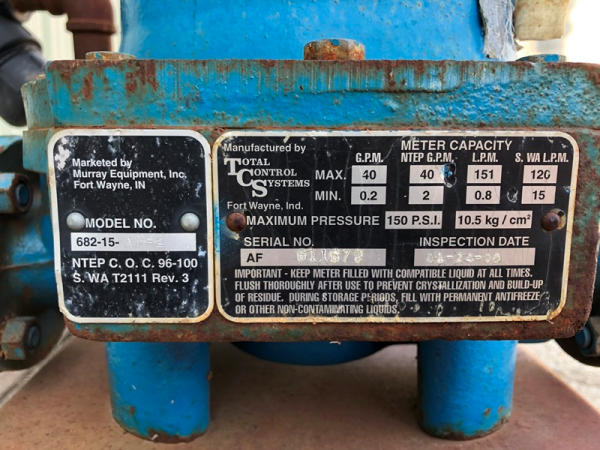 Marketed by
Murray Equipment, Inc.
Fort Wayne, IN
MODEL NO.
682-15-
NTEP C. O. C. 96-100
S. WA T2111 Rev. 3
Manufactured by
TOTAL
CONTROL
SYSTEMS
Fort Wayne, Ind.
METER CAPACITY
G.P.M. NTEP G.P.M. L.P.M. S. WA L.P.M.
MAX. 40 40 151 120
MIN. 0.2 2 0.8 15
MAXIMUM PRESSURE 150 P.S.I. 10.5 kg / cm²
SERIAL NO. INSPECTION DATE
AF
IMPORTANT - KEEP METER FILLED WITH COMPATIBLE LIQUID AT ALL TIMES.
FLUSH THOROUGHLY AFTER USE TO PREVENT CRYSTALLIZATION AND BUILD-UP
OF RESIDUE. DURING STORAGE PERIODS, FILL WITH PERMANENT ANTIFREEZE
OR OTHER NON-CONTAMINATING LIQUIDS.